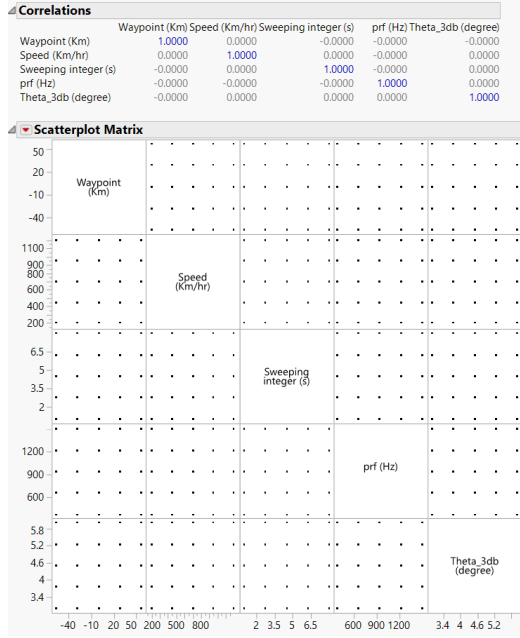 Correlations
Waypoint (Km) Speed (Km/hr) Sweeping integer (s) prf (Hz) Theta_3db (degree)
Waypoint (Km) 1.0000 0.0000 -0.0000 -0.0000 -0.0000
Speed (Km/hr) 0.0000 1.0000 0.0000 -0.0000 0.0000
Sweeping integer (s) -0.0000 0.0000 1.0000 0.0000 -0.0000
prf (Hz) -0.0000 -0.0000 0.0000 1.0000 0.0000
Theta_3db (degree) -0.0000 0.0000 -0.0000 0.0000 1.0000
Scatterplot Matrix
50
20
-10
-40
Waypoint
(Km)
1100
900
800
600
400
200
Speed
(Km/hr)
6.5
5
3.5
2
Sweeping
integer (s)
1200
900
600
prf (Hz)
5.8
5.2
4.6
4
3.4
Theta_3db
(degree)
-40 -10 20 50 200 500 800 2 3.5 5 6.5 600 900 1200 3.4 4 4.6 5.2